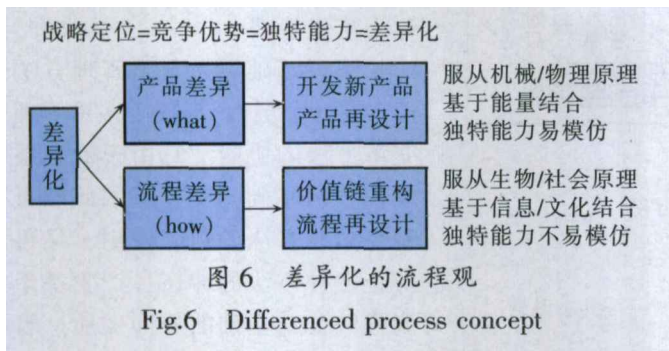 战略定位=竞争优势=独特能力=差异化
差异化
产品差异
(what)
开发新产品
产品再设计
服从机械/物理原理
基于能量结合
独特能力易模仿
流程差异
(how)
价值链重构
流程再设计
服从生物/社会原理
基于信息/文化结合
独特能力不易模仿
图 6 差异化的流程观
Fig.6 Differenced process concept